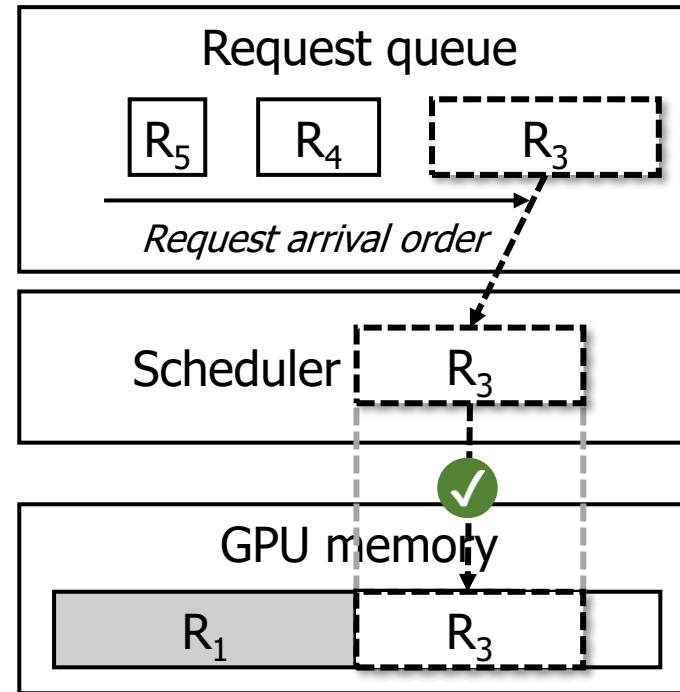 Request queue
R₅ R₄ R₃
Request arrival order
Scheduler R₃
GPU memory
R₁ R₃